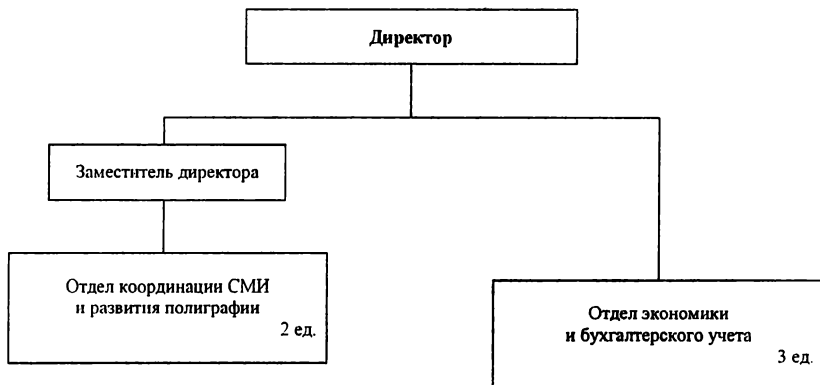 Директор
Заместитель директора
Отдел координации СМИ
и развития полиграфии
2 ед.
Отдел экономики
и бухгалтерского учета
3 ед.